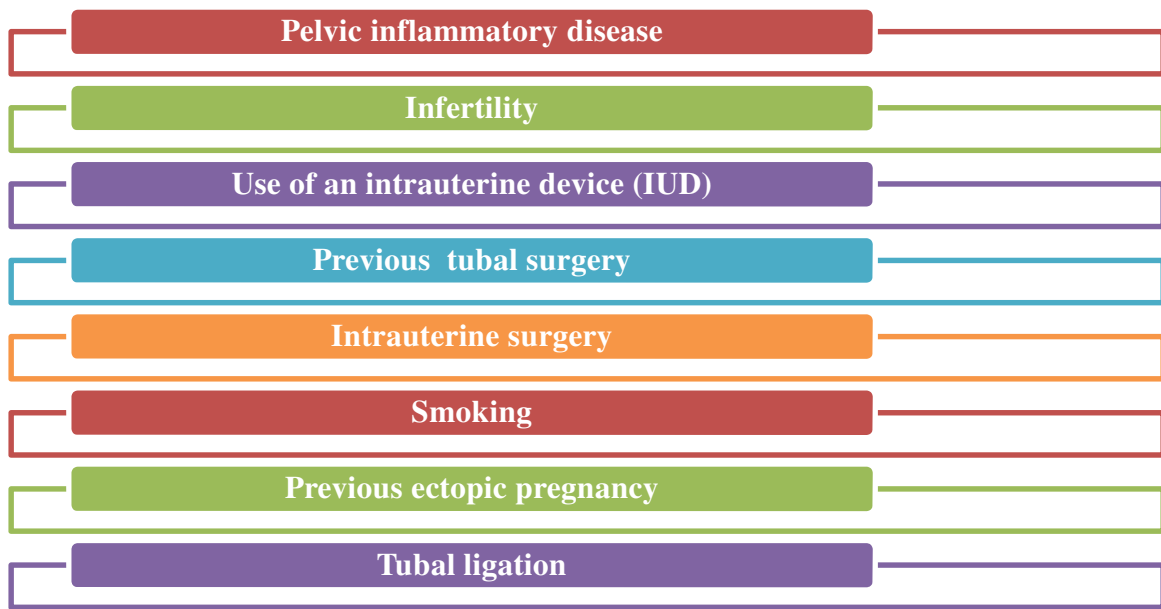 Pelvic inflammatory disease
Infertility
Use of an intrauterine device (IUD)
Previous  tubal surgery
Intrauterine surgery
Smoking
Previous ectopic pregnancy
Tubal ligation